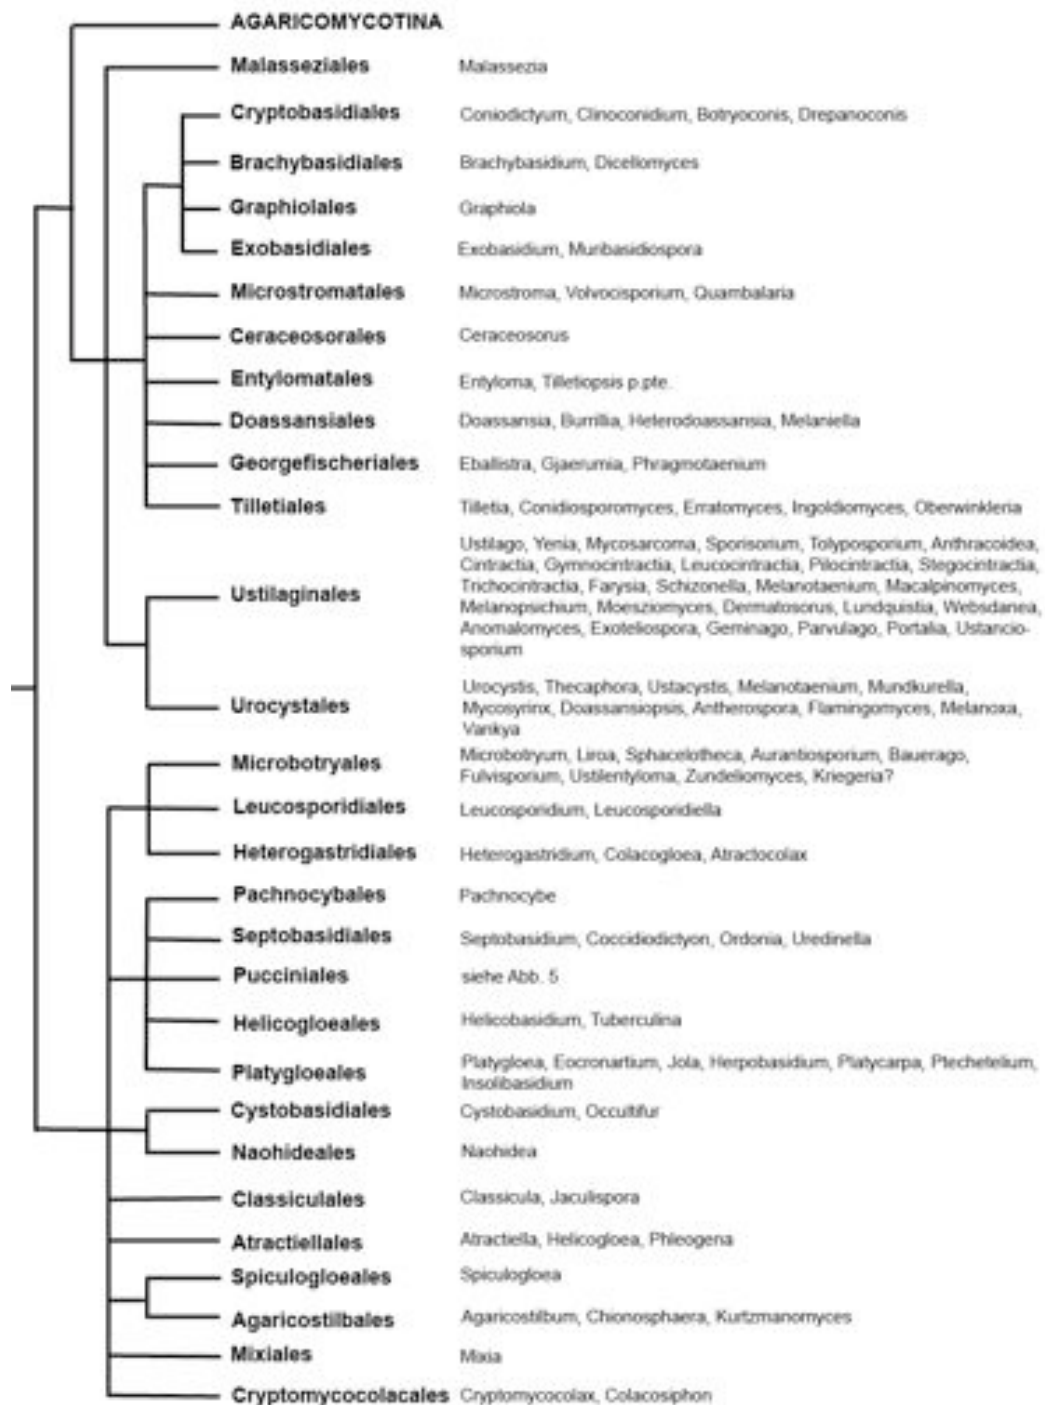 AGARICOMYCOTINA
Malasseziales Malassezia
Cryptobasidiales Coniodictyum, Clinoconidium, Botryoconis, Drepanoconis
Brachybasidiales Brachybasidium, Dicellomyces
Graphiolales Graphiola
Exobasidiales Exobasidium, Muribasidiospora
Microstromatales Microstroma, Volvocisporium, Quambalaria
Ceraceosorales Ceraceosorus
Entylomatales Entyloma, Tilletiopsis p.pte.
Doassansiales Doassansia, Burrillia, Heterodoassansia, Melaniella
Georgefischeriales Eballistra, Gjaerumia, Phragmotaenium
Tilletiales Tilletia, Conidiosporomyces, Erratomyces, Ingoldiomyces, Oberwinkleria
Ustilaginales
Ustilago, Yenia, Mycosarcoma, Sporisorium, Tolyposporium, Anthracoidea,
Cintractia, Gymnocintractia, Leucocintractia, Pilocintractia, Stegocintractia,
Trichocintractia, Farysia, Schizonella, Melanotaenium, Macalpinomyces,
Melanopsichium, Moesziomyces, Dermatosorus, Lundquistia, Websdanea,
Anomalomyces, Exoteliospora, Geminago, Parvulago, Portalia, Ustancio-
sporium
Urocystales
Urocystis, Thecaphora, Ustacystis, Melanotaenium, Mundkurella,
Mycosyrinx, Doassansiopsis, Antherospora, Flamingomyces, Melanoxa,
Vankya
Microbotryales
Microbotryum, Liroa, Sphacelotheca, Aurantiosporium, Bauerago,
Fulvisporium, Ustilentyloma, Zundeliomyces, Kriegeria?
Leucosporidiales Leucosporidium, Leucosporidiella
Heterogastridiales Heterogastridium, Colacogloea, Atractocolax
Pachnocybales Pachnocybe
Septobasidiales Septobasidium, Coccidiodictyon, Ordonia, Uredinella
Pucciniales siehe Abb. 5
Helicogloeales Helicobasidium, Tuberculina
Platygloeales
Platygloea, Eocronartium, Jola, Herpobasidium, Platycarpa, Ptechetelium,
Insolibasidium
Cystobasidiales Cystobasidium, Occultifur
Naohideales Naohidea
Classiculales Classicula, Jaculispora
Atractiellales Atractiella, Helicogloea, Phleogena
Spiculogloeales Spiculogloea
Agaricostilbales Agaricostilbum, Chionosphaera, Kurtzmanomyces
Mixiales Mixia
Cryptomycocolacales Cryptomycocolax, Colacosiphon